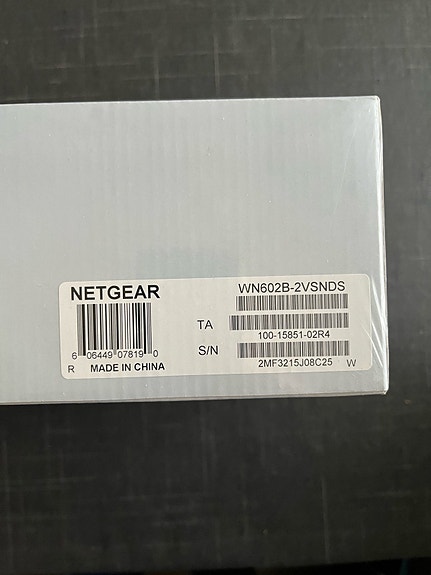 NETGEAR
WN602B-2VSNDS
TA
100-15851-02R4
6 06449 07819 0
S/N
2MF3215J08C25 W
R MADE IN CHINA